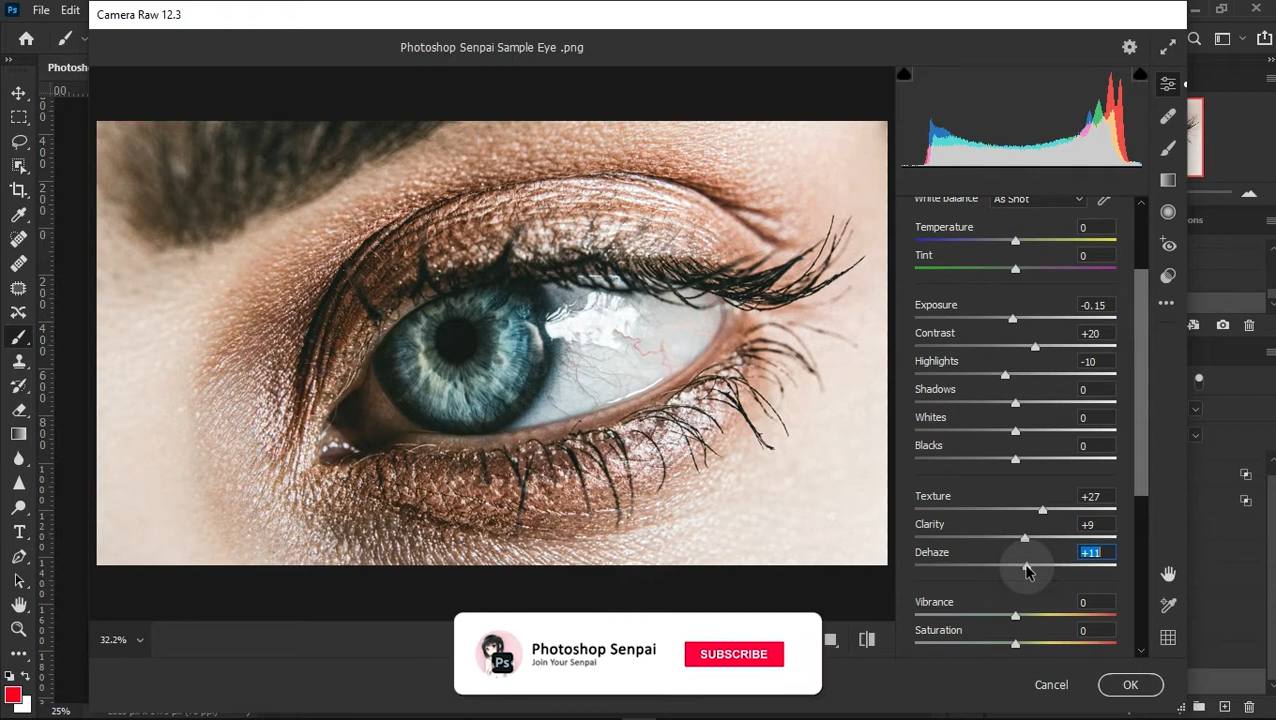 Camera Raw 12.3
File
Ed
Photoshop Senpai Sample Eye .png
Photosh
White Balance As Shot
Temperature 0
Tint 0
Exposure -0.15
Contrast +20
Highlights -10
Shadows 0
Whites 0
Blacks 0
Texture +27
Clarity +9
Dehaze +11
Vibrance 0
Saturation 0
32.2%
Photoshop Senpai
Join Your Senpai
Ps
SUBSCRIBE
Cancel
OK
25%